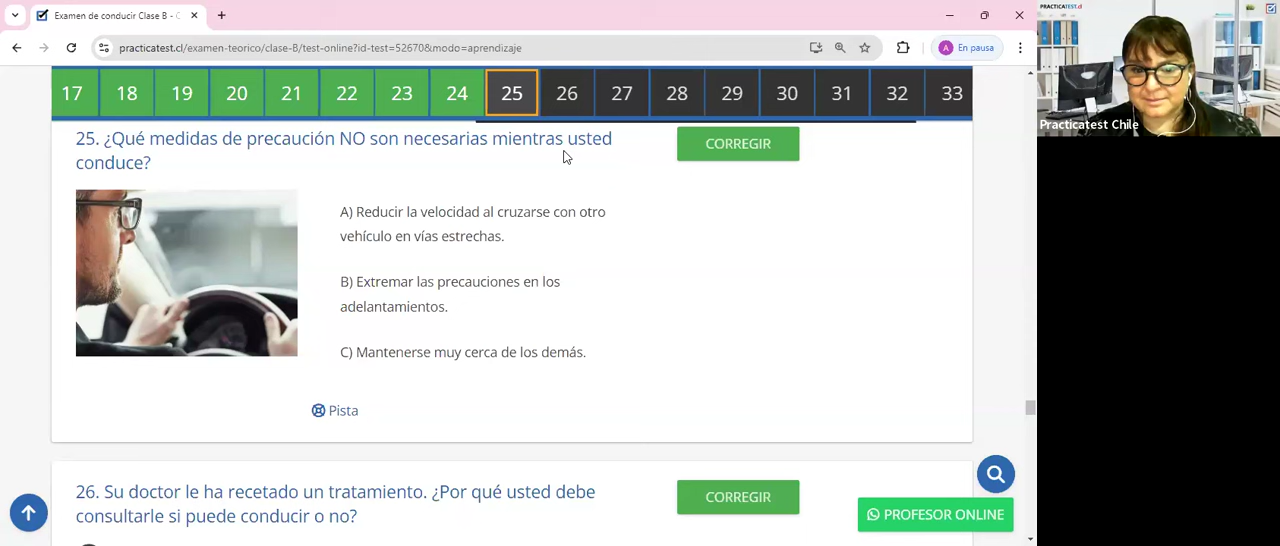 Examen de conducir Clase B - C
practicatest.cl/examen-teorico/clase-B/test-online?id-test=52670&modo=aprendizaje
A
En pausa
PRACTICATEST.cl
17 18 19 20 21 22 23 24 25 26 27 28 29 30 31 32 33
Practicatest Chile
25. ¿Qué medidas de precaución NO son necesarias mientras usted
conduce?
CORREGIR
A) Reducir la velocidad al cruzarse con otro
vehículo en vías estrechas.
B) Extremar las precauciones en los
adelantamientos.
C) Mantenerse muy cerca de los demás.
Pista
26. Su doctor le ha recetado un tratamiento. ¿Por qué usted debe
consultarle si puede conducir o no?
CORREGIR
PROFESOR ONLINE